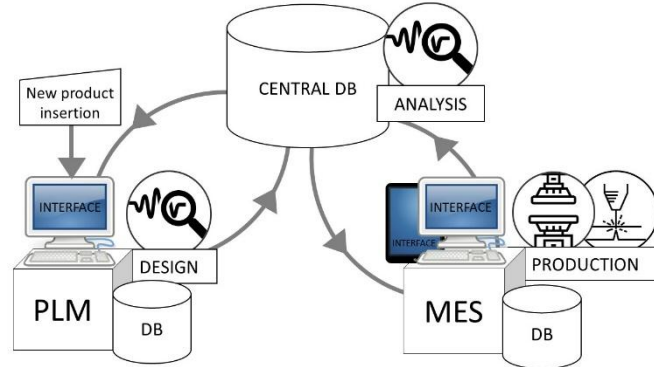 New product
insertion
CENTRAL DB
ANALYSIS
INTERFACE
DESIGN
PLM
DB
INTERFACE
INTERFACE
PRODUCTION
MES
DB